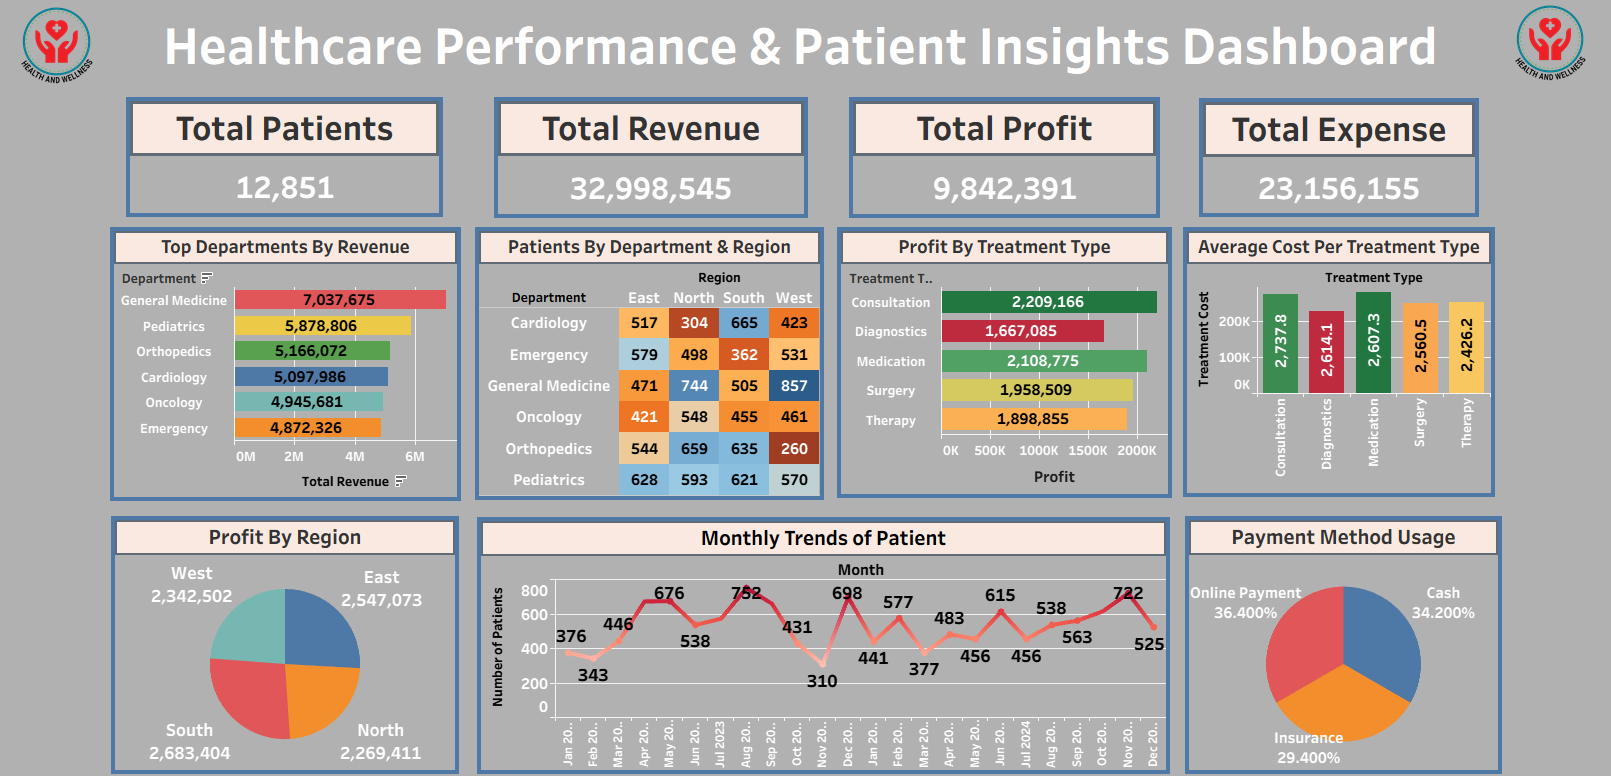 HEALTH AND WELLNESS
Healthcare Performance & Patient Insights Dashboard
HEALTH AND WELLNESS
Total Patients
12,851
Total Revenue
32,998,545
Total Profit
9,842,391
Total Expense
23,156,155
Top Departments By Revenue
Department
General Medicine 7,037,675
Pediatrics 5,878,806
Orthopedics 5,166,072
Cardiology 5,097,986
Oncology 4,945,681
Emergency 4,872,326
0M 2M 4M 6M
Total Revenue
Patients By Department & Region
Region
Department East North South West
Cardiology 517 304 665 423
Emergency 579 498 362 531
General Medicine 471 744 505 857
Oncology 421 548 455 461
Orthopedics 544 659 635 260
Pediatrics 628 593 621 570
Profit By Treatment Type
Treatment T..
Consultation 2,209,166
Diagnostics 1,667,085
Medication 2,108,775
Surgery 1,958,509
Therapy 1,898,855
0K 500K 1000K 1500K 2000K
Profit
Average Cost Per Treatment Type
Treatment Type
Treatment Cost
200K
100K
0K
2,737.8 2,614.1 2,607.3 2,560.5 2,426.2
Consultation Diagnostics Medication Surgery Therapy
Profit By Region
West
2,342,502
East
2,547,073
South
2,683,404
North
2,269,411
Monthly Trends of Patient
Month
Number of Patients
800
600
400
200
0
376 343 446 676 538 752 431 310 698 441 577 377 483 456 615 456 538 563 722 525
Jan 20.. Feb 20.. Mar 20.. Apr 20.. May 20.. Jun 20.. Jul 2023 Aug 20.. Sep 20.. Oct 20.. Nov 20.. Dec 20.. Jan 20.. Feb 20.. Mar 20.. Apr 20.. May 20.. Jun 20.. Jul 2024 Aug 20.. Sep 20.. Oct 20.. Nov 20.. Dec 20..
Payment Method Usage
Online Payment
36.400%
Cash
34.200%
Insurance
29.400%